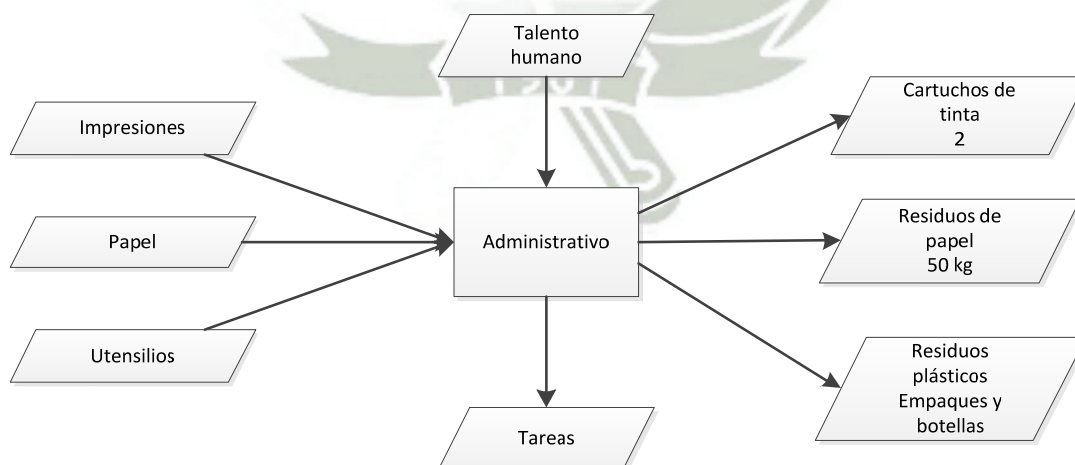 Talento
humano
1961
Impresiones
Cartuchos de
tinta
2
Papel
Administrativo
Residuos de
papel
50 kg
Utensilios
Residuos
plásticos
Empaques y
botellas
Tareas